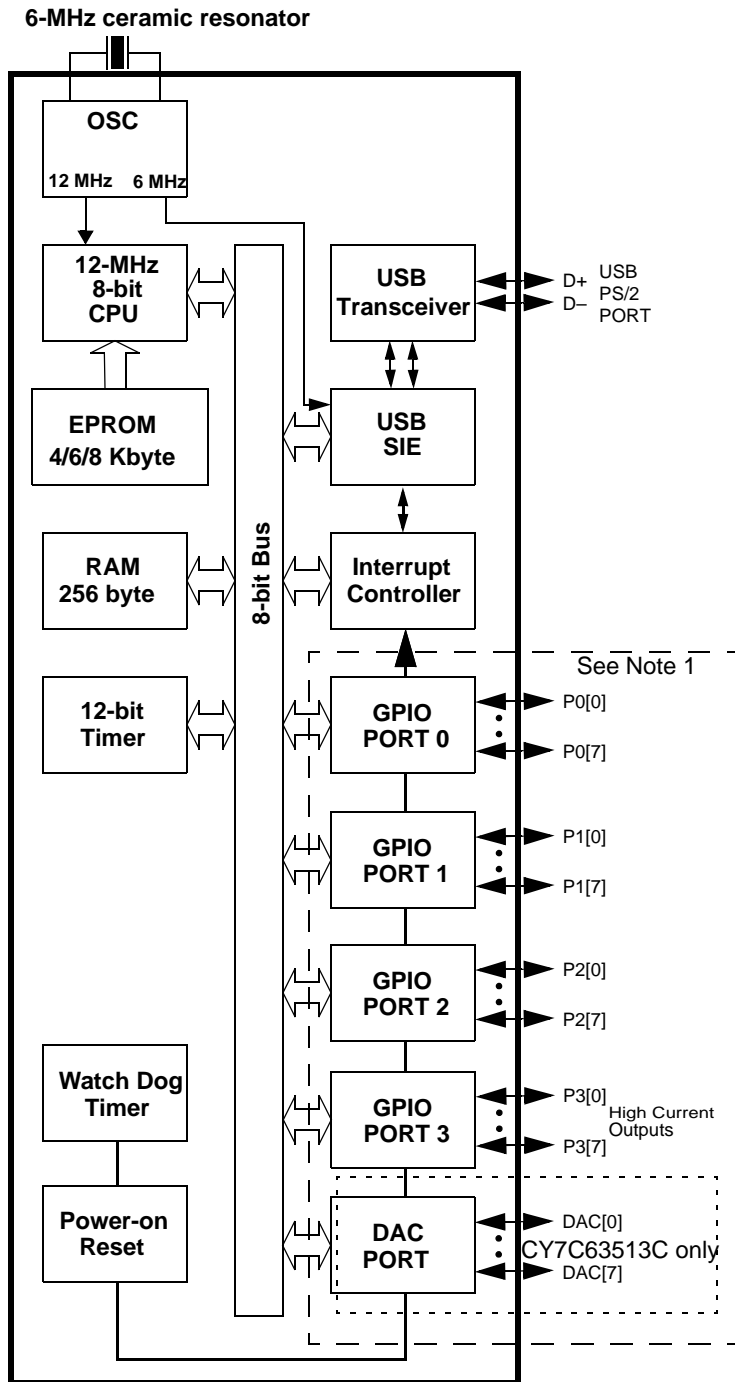 6-MHz ceramic resonator
OSC
12 MHz 6 MHz
12-MHz
8-bit
CPU
USB
Transceiver
D+
D–
USB
PS/2
PORT
EPROM
4/6/8 Kbyte
USB
SIE
8-bit Bus
RAM
256 byte
Interrupt
Controller
See Note 1
12-bit
Timer
GPIO
PORT 0
P0[0]
P0[7]
GPIO
PORT 1
P1[0]
P1[7]
GPIO
PORT 2
P2[0]
P2[7]
Watch Dog
Timer
GPIO
PORT 3
P3[0]
P3[7]
High Current
Outputs
Power-on
Reset
DAC
PORT
DAC[0]
CY7C63513C only
DAC[7]